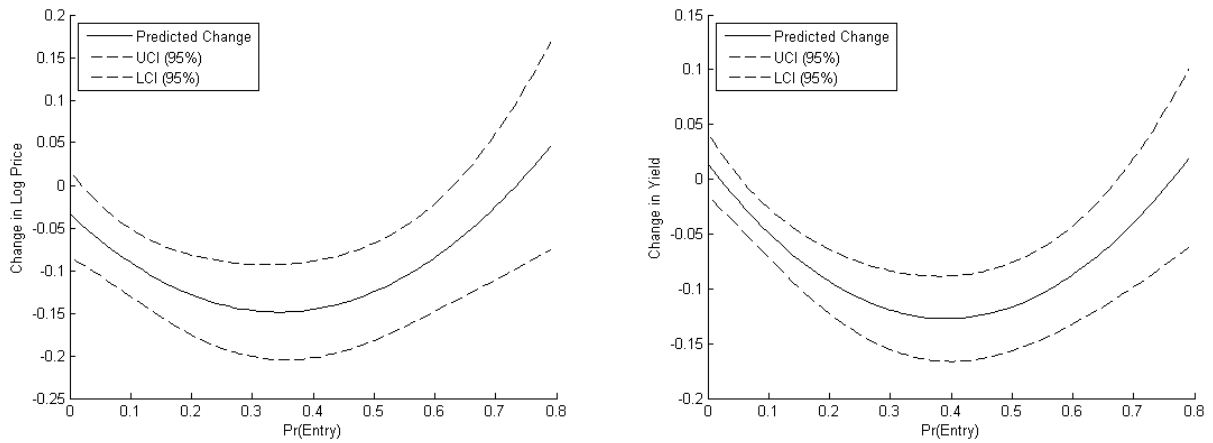 0.2
0.15
0.1
0.05
0
-0.05
-0.1
-0.15
-0.2
-0.25
Change in Log Price
Predicted Change
UCI (95%)
LCI (95%)
0 0.1 0.2 0.3 0.4 0.5 0.6 0.7 0.8
Pr(Entry)
0.15
0.1
0.05
0
-0.05
-0.1
-0.15
-0.2
Change in Yield
Predicted Change
UCI (95%)
LCI (95%)
0 0.1 0.2 0.3 0.4 0.5 0.6 0.7 0.8
Pr(Entry)